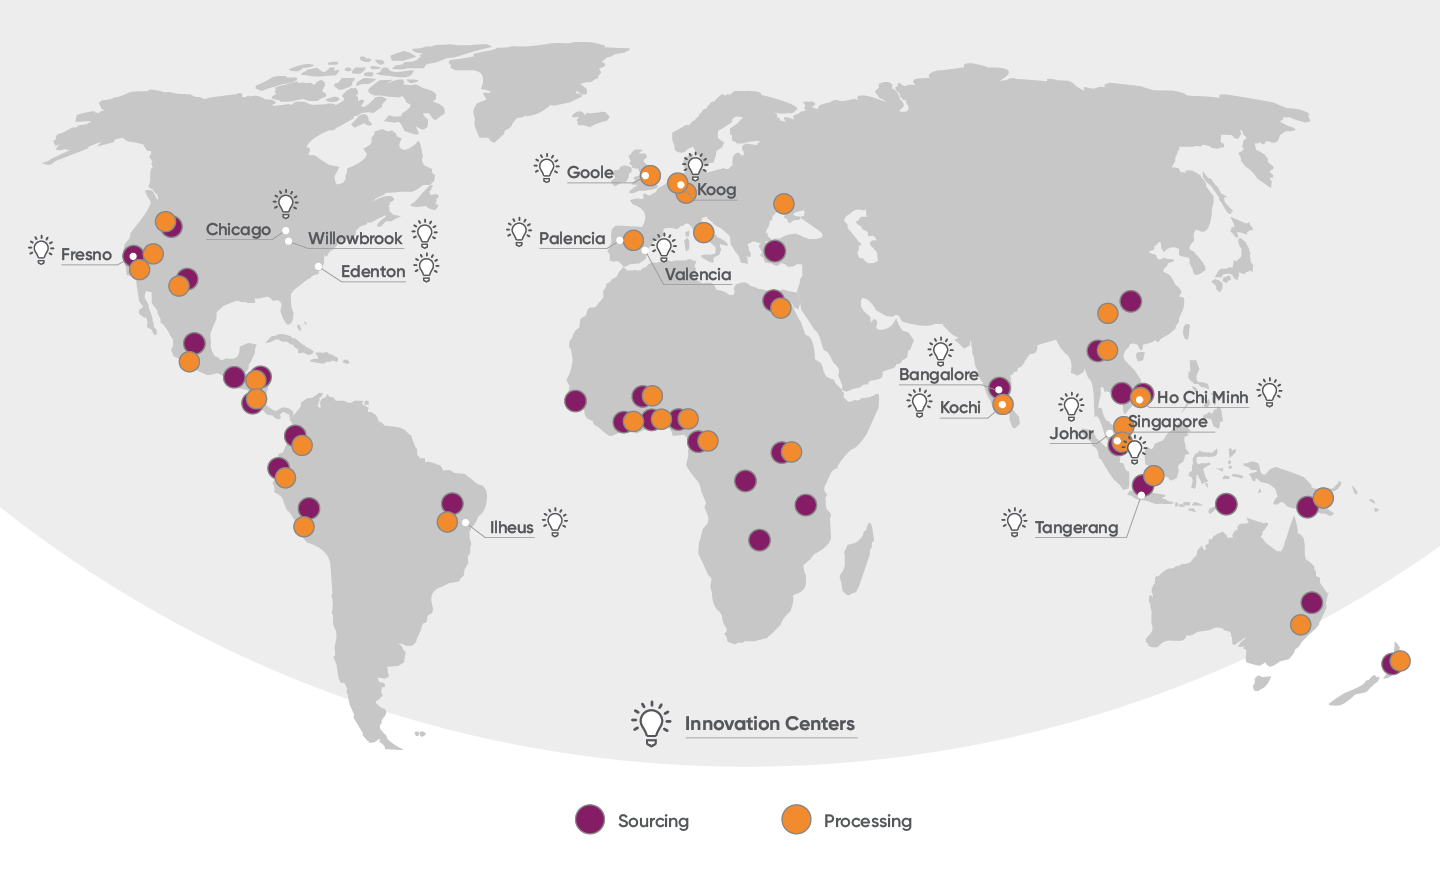 Goole
Koog
Chicago
Willowbrook
Fresno
Edenton
Palencia
Valencia
Bangalore
Kochi
Ho Chi Minh
Singapore
Johor
Tangerang
Ilheus
Innovation Centers
Sourcing
Processing